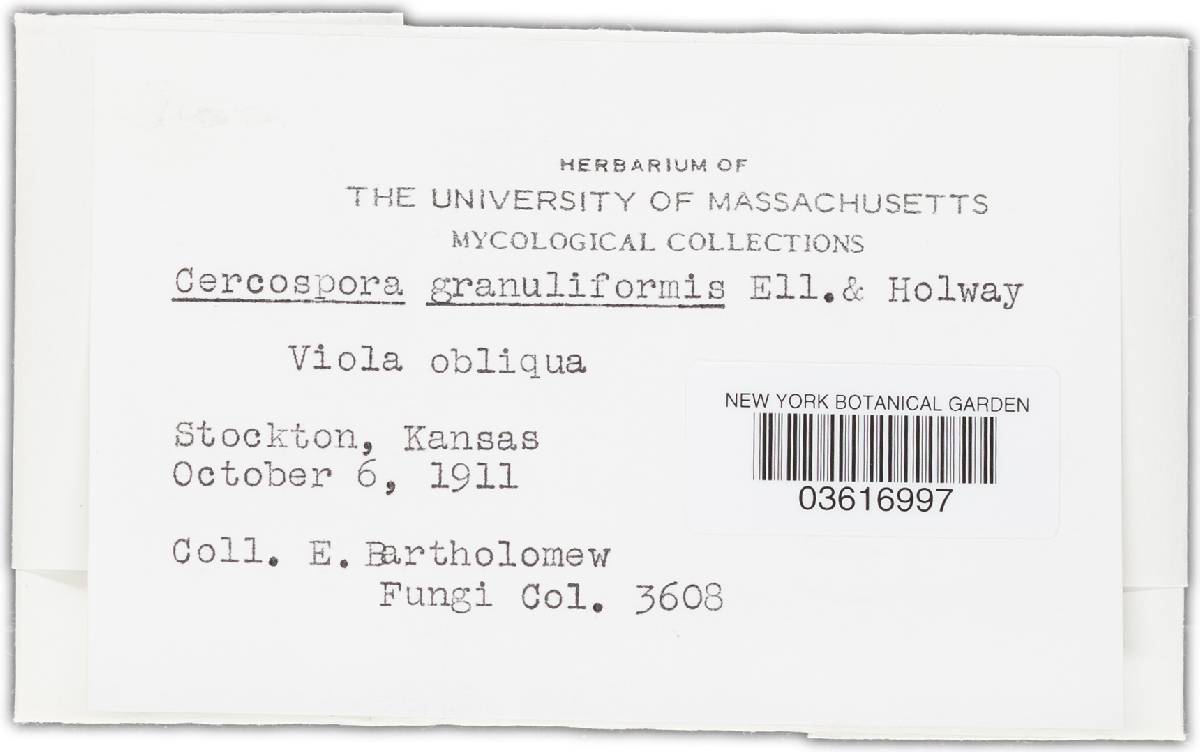 HERBARIUM OF
THE UNIVERSITY OF MASSACHUSETTS
MYCOLOGICAL COLLECTIONS
Cercospora granuliformis Ell. & Holway
Viola obliqua
NEW YORK BOTANICAL GARDEN
03616997
Stockton, Kansas
October 6, 1911
Coll. E. Bartholomew
Fungi Col. 3608